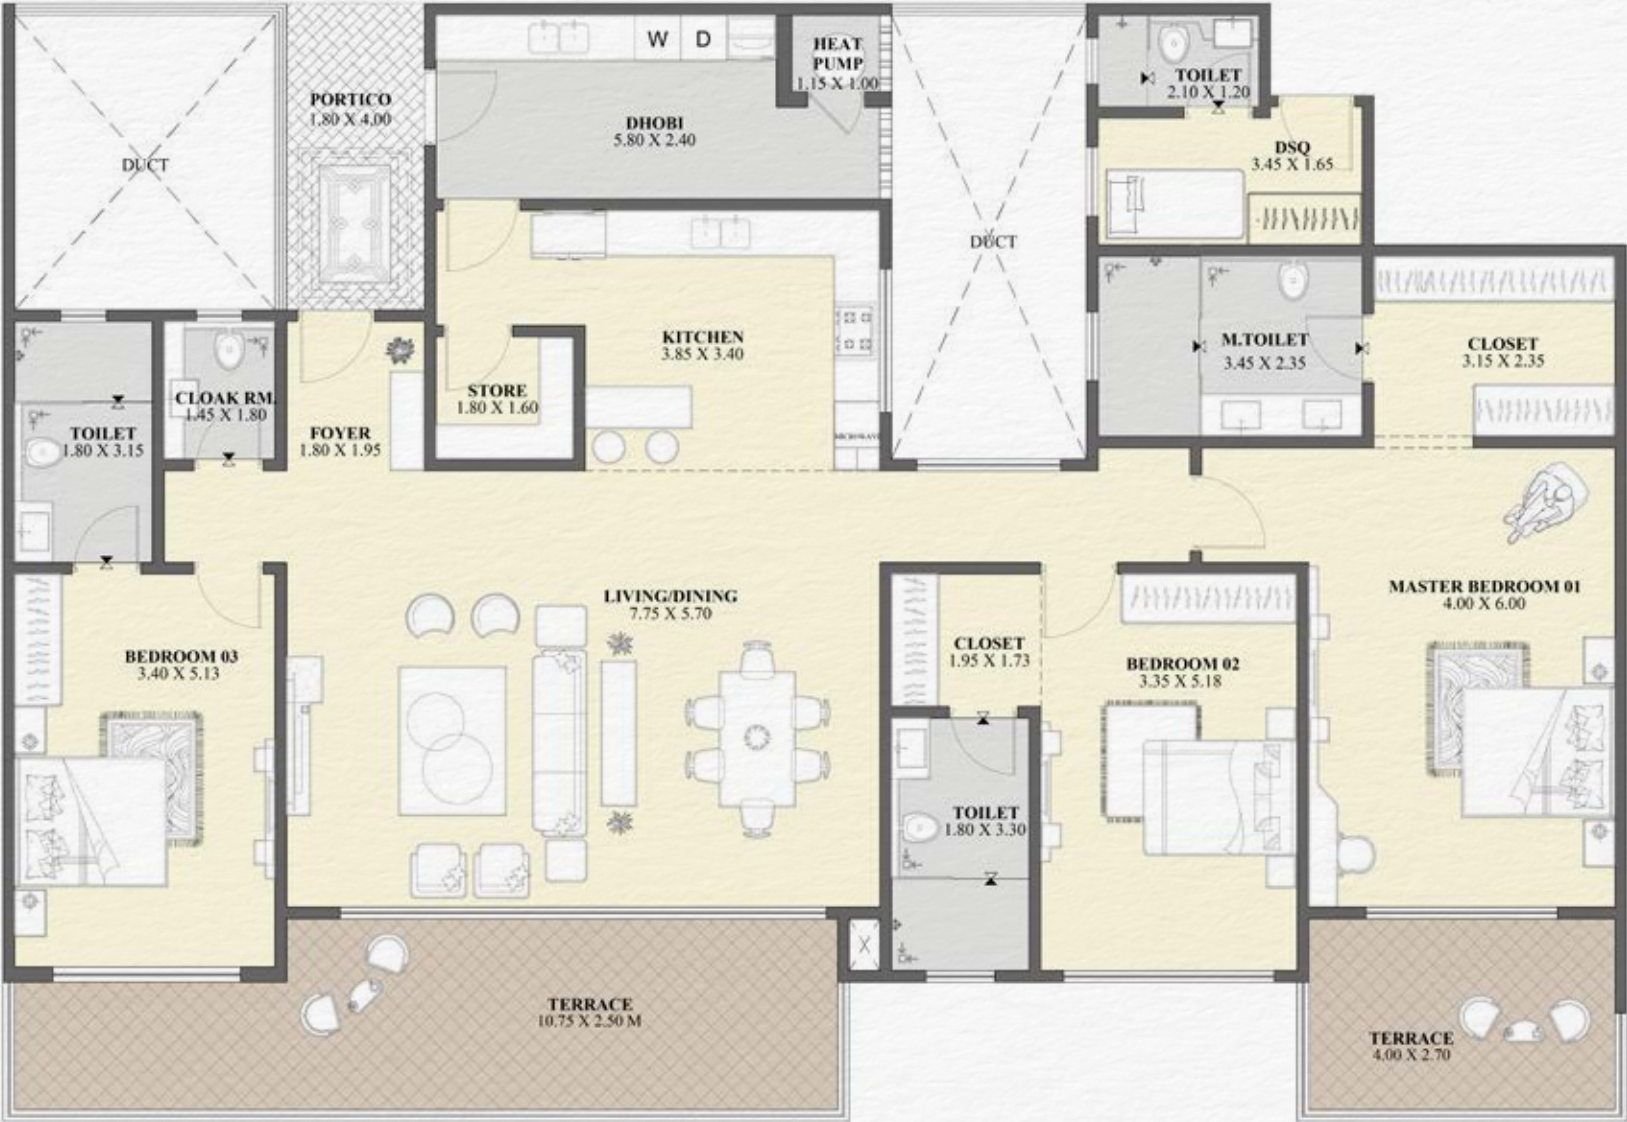 W
D
HEAT
PUMP
1.15 X 1.00
PORTICO
1.80 X 4.00
DHOBI
5.80 X 2.40
TOILET
2.10 X 1.20
DUCT
DSQ
3.45 X 1.65
DUCT
KITCHEN
3.85 X 3.40
M.TOILET
3.45 X 2.35
CLOSET
3.15 X 2.35
STORE
1.80 X 1.60
CLOAK RM.
1.45 X 1.80
TOILET
1.80 X 3.15
FOYER
1.80 X 1.95
MICROWAVE
LIVING/DINING
7.75 X 5.70
MASTER BEDROOM 01
4.00 X 6.00
BEDROOM 03
3.40 X 5.13
CLOSET
1.95 X 1.73
BEDROOM 02
3.35 X 5.18
TOILET
1.80 X 3.30
X
TERRACE
10.75 X 2.50 M
TERRACE
4.00 X 2.70